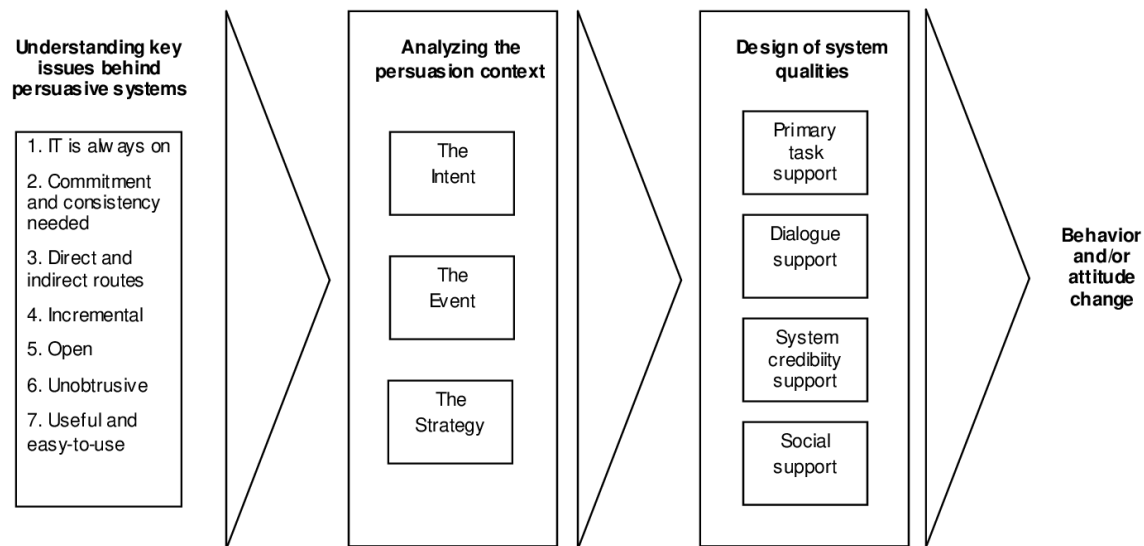 Understanding key
issues behind
persuasive systems
1. IT is always on
2. Commitment
and consistency
needed
3. Direct and
indirect routes
4. Incremental
5. Open
6. Unobtrusive
7. Useful and
easy-to-use
Analyzing the
persuasion context
The
Intent
The
Event
The
Strategy
Design of system
qualities
Primary
task
support
Dialogue
support
System
credibiity
support
Social
support
Behavior
and/or
attitude
change